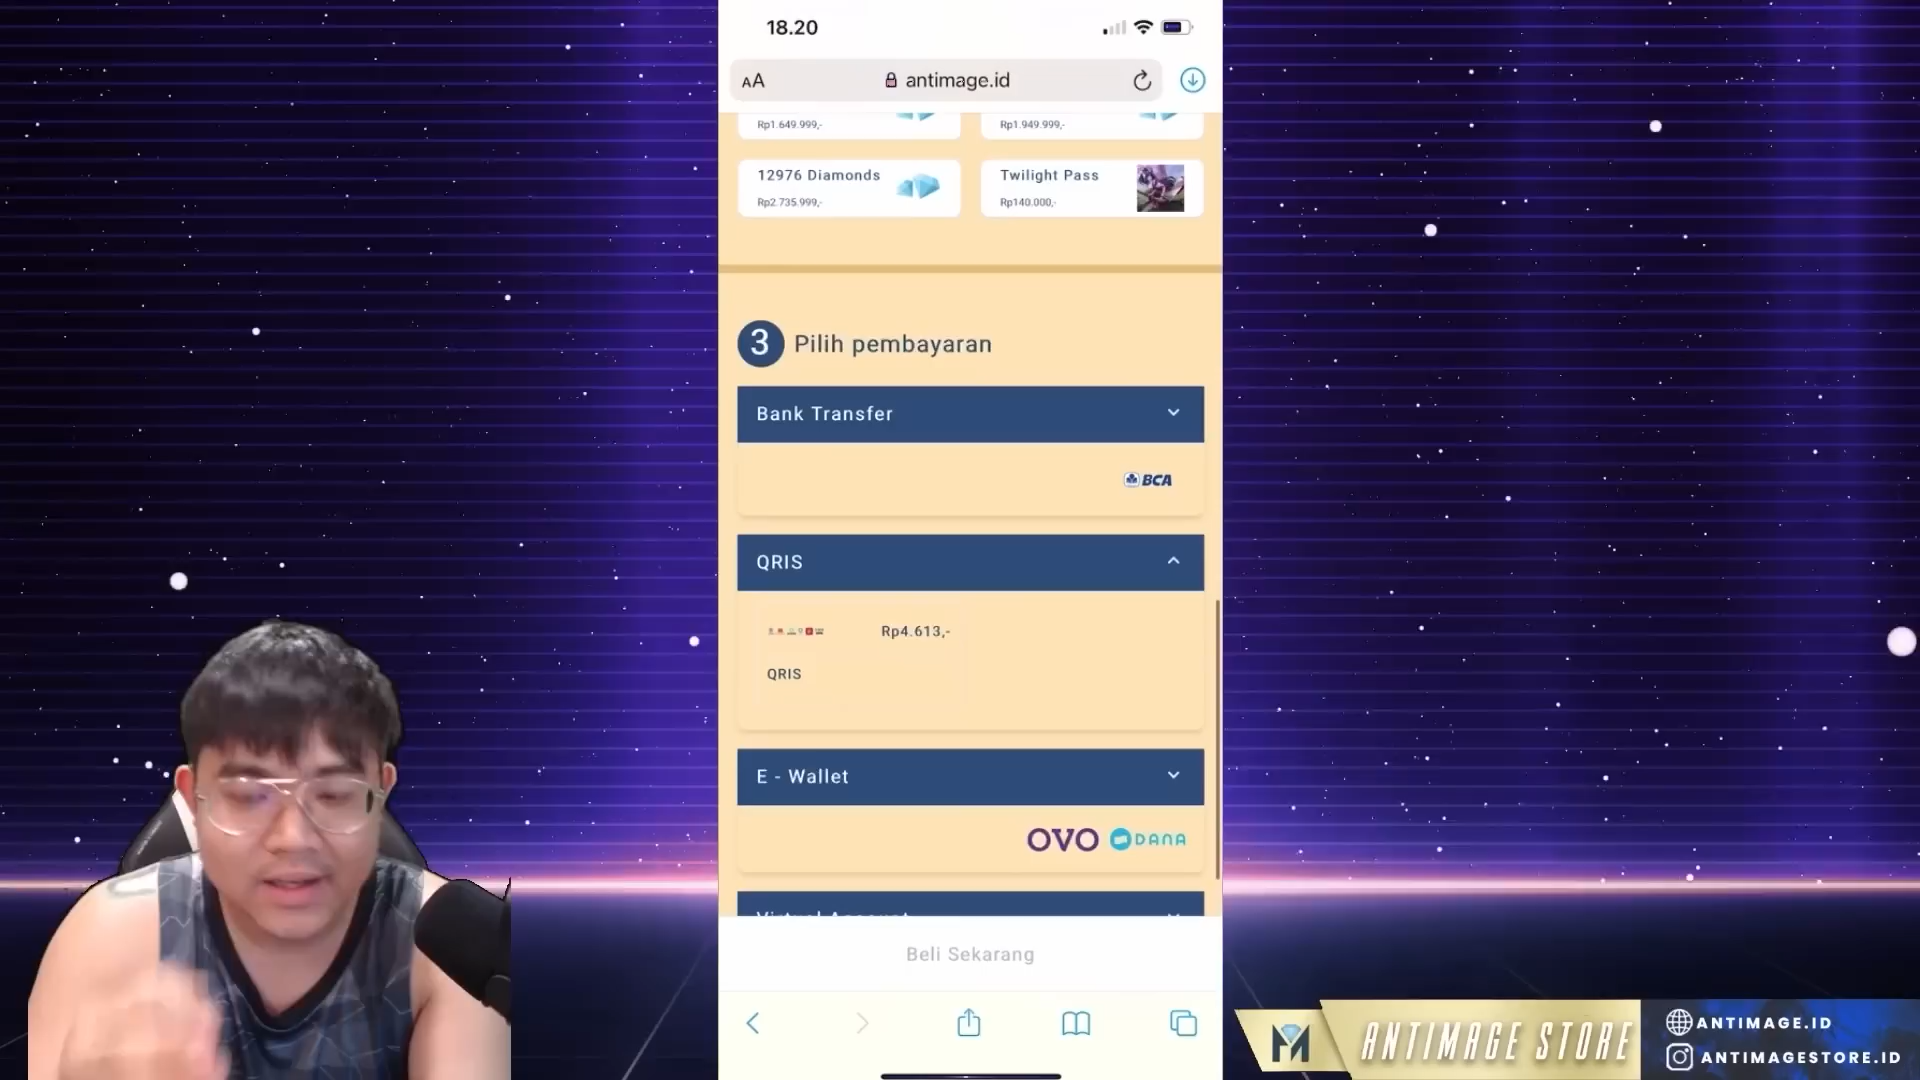 18.20
AA
antimage.id
Rp1.649.999,-
Rp1.949.999,-
12976 Diamonds
Rp2.735.999,-
Twilight Pass
Rp140.000,-
3 Pilih pembayaran
Bank Transfer
BCA
QRIS
Rp4.613,-
QRIS
E - Wallet
OVO DANA
Virtual Account
Beli Sekarang
ANTIMAGE STORE
ANTIMAGE.ID
ANTIMAGESTORE.ID